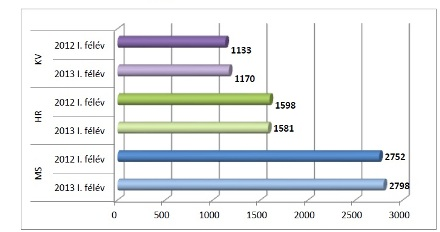 KV
2012 I. félév 1133
2013 I. félév 1170
HR
2012 I. félév 1598
2013 I. félév 1581
MS
2012 I. félév 2752
2013 I. félév 2798
0 500 1000 1500 2000 2500 3000